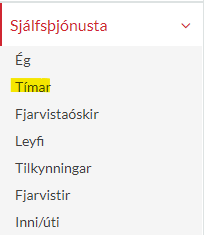 Sjálfsþjónusta
Ég
Tímar
Fjarvistaóskir
Leyfi
Tilkynningar
Fjarvistir
Inni/úti